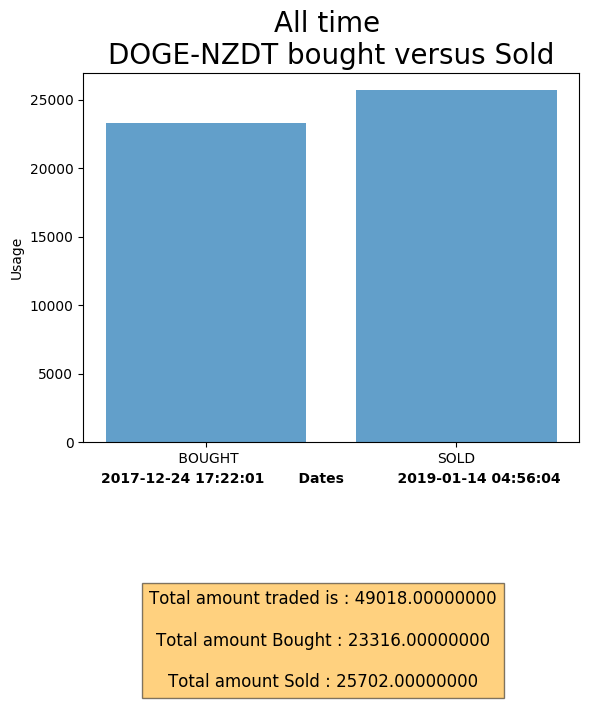 All time
DOGE-NZDT bought versus Sold
25000
20000
15000
10000
5000
0
Usage
BOUGHT SOLD
2017-12-24 17:22:01 Dates 2019-01-14 04:56:04
Total amount traded is : 49018.00000000
Total amount Bought : 23316.00000000
Total amount Sold : 25702.00000000